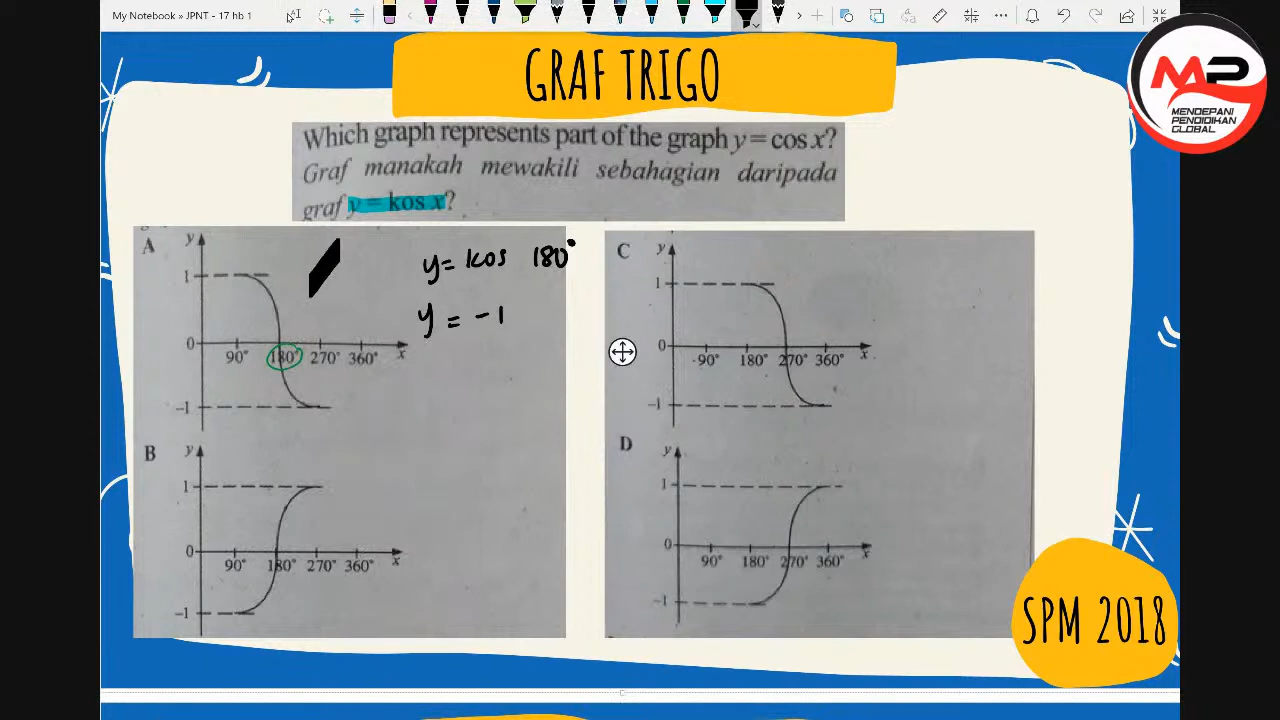 My Notebook » JPNT - 17 hb 1
GRAF TRIGO
MP
MENDEPANI
PENDIDIKAN
GLOBAL
Which graph represents part of the graph y = cos x?
Graf manakah mewakili sebahagian daripada
graf y = kos x?
A
y
1
0
-1
90° 180° 270° 360° x
y = kos 180°
y = -1
B
y
1
0
-1
90° 180° 270° 360° x
C
y
1
0
-1
90° 180° 270° 360° x
D
y
1
0
-1
90° 180° 270° 360° x
SPM 2018